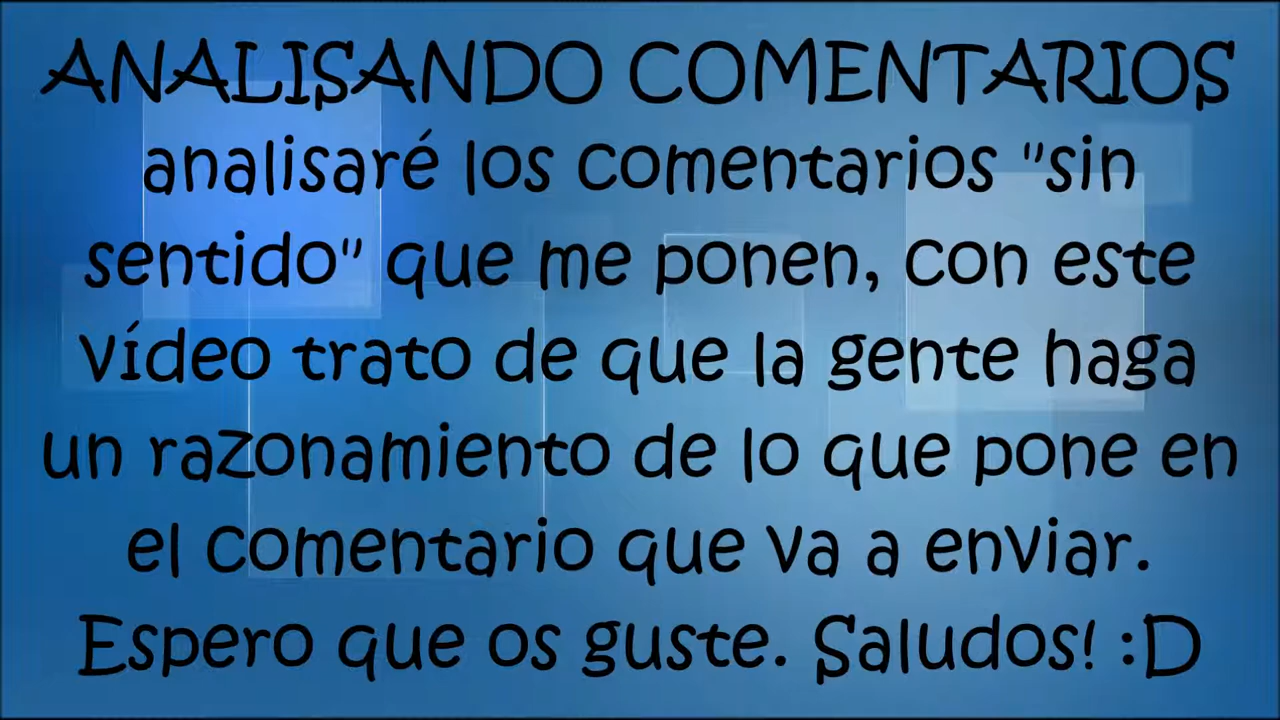 ANALISANDO COMENTARIOS
analisaré los comentarios "sin
sentido" que me ponen, con este
vídeo trato de que la gente haga
un razonamiento de lo que pone en
el comentario que va a enviar.
Espero que os guste. Saludos! :D